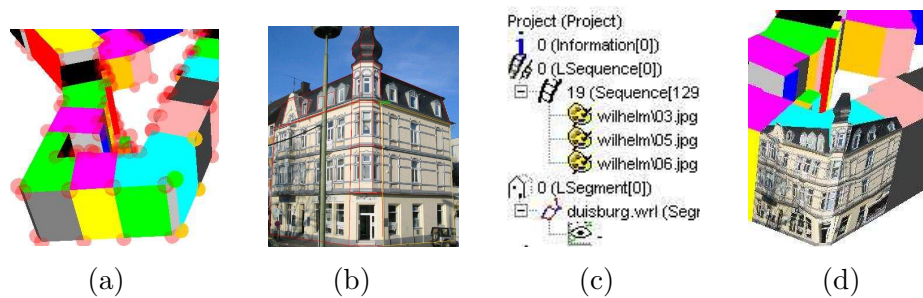 Project (Project)
0 (Information[0])
0 (LSequence[0])
19 (Sequence[129
wilhelm\03.jpg
wilhelm\05.jpg
wilhelm\06.jpg
0 (LSegment[0])
duisburg.wrl (Segr
-
(a) (b) (c) (d)